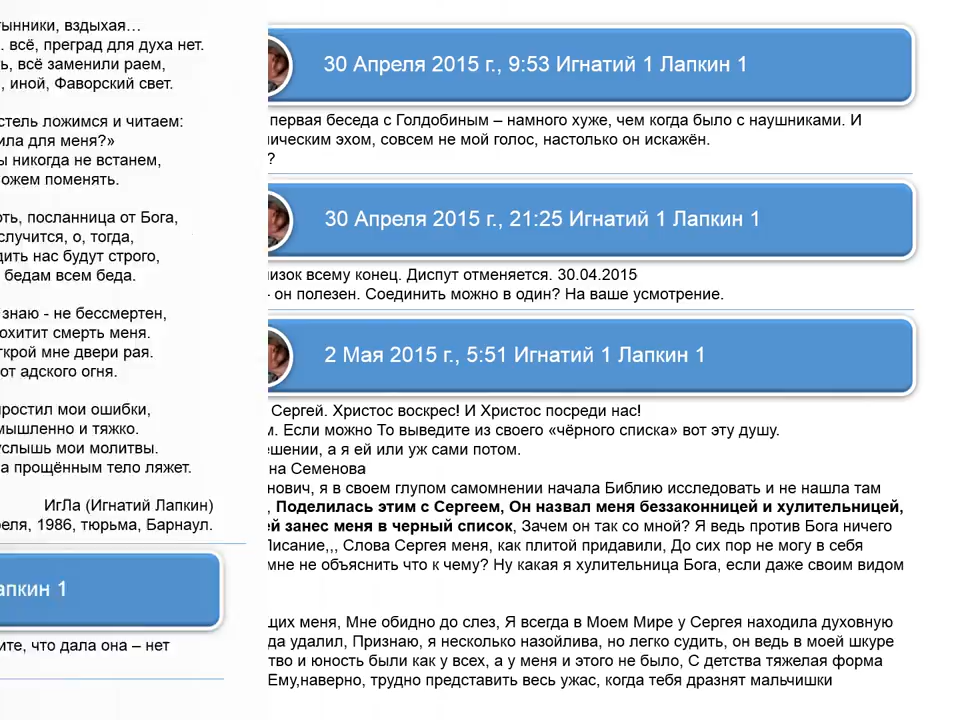 тынники, вздыхая…
. всё, преград для духа нет.
ь, всё заменили раем,
, иной, Фаворский свет.
стель ложимся и читаем:
ила для меня?»
ы никогда не встанем,
ожем поменять.
рть, посланница от Бога,
случится, о, тогда,
дить нас будут строго,
бедам всем беда.
знаю - не бессмертен,
охитит смерть меня.
ткрой мне двери рая.
от адского огня.
ростил мои ошибки,
мышленно и тяжко.
услышь мои молитвы.
а прощённым тело ляжет.
ИгЛа (Игнатий Лапкин)
реля, 1986, тюрьма, Барнаул.
апкин 1
ите, что дала она – нет
30 Апреля 2015 г., 9:53 Игнатий 1 Лапкин 1
первая беседа с Голдобиным – намного хуже, чем когда было с наушниками. И
ническим эхом, совсем не мой голос, настолько он искажён.
?
30 Апреля 2015 г., 21:25 Игнатий 1 Лапкин 1
лизок всему конец. Диспут отменяется. 30.04.2015
- он полезен. Соединить можно в один? На ваше усмотрение.
2 Мая 2015 г., 5:51 Игнатий 1 Лапкин 1
Сергей. Христос воскрес! И Христос посреди нас!
м. Если можно То выведите из своего «чёрного списка» вот эту душу.
ешении, а я ей или уж сами потом.
на Семенова
нович, я в своем глупом самомнении начала Библию исследовать и не нашла там
, Поделилась этим с Сергеем, Он назвал меня беззаконницей и хулительницей,
ей занес меня в черный список, Зачем он так со мной? Я ведь против Бога ничего
Писание,,, Слова Сергея меня, как плитой придавили, До сих пор не могу в себя
мне не объяснить что к чему? Ну какая я хулительница Бога, если даже своим видом
щих меня, Мне обидно до слез, Я всегда в Моем Мире у Сергея находила духовную
да удалил, Признаю, я несколько назойлива, но легко судить, он ведь в моей шкуре
тво и юность были как у всех, а у меня и этого не было, С детства тяжелая форма
Ему,наверно, трудно представить весь ужас, когда тебя дразнят мальчишки